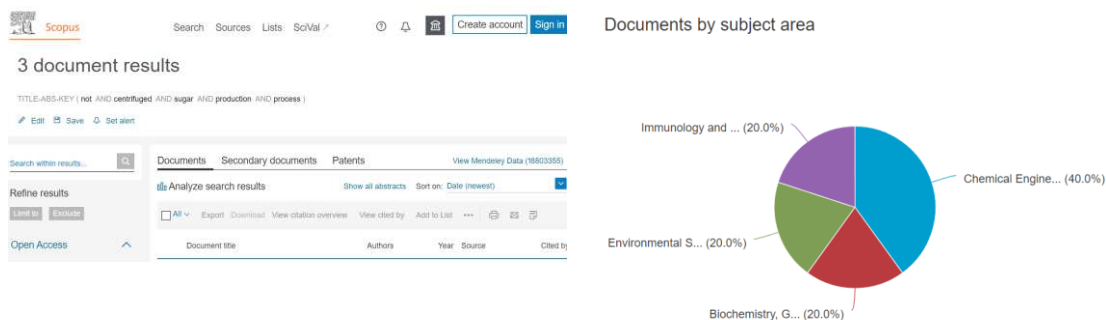 Scopus
Search Sources Lists SciVal ↗
Create account Sign in
3 document results
TITLE-ABS-KEY ( not AND centrifuged AND sugar AND production AND process )
Edit Save Set alert
Search within results...
Refine results
Limit to Exclude
Open Access
Documents Secondary documents Patents View Mendeley Data (16803355)
Analyze search results Show all abstracts Sort on: Date (newest)
All Export Download View citation overview View cited by Add to List ...
Document title Authors Year Source Cited by
Documents by subject area
Immunology and ... (20.0%)
Chemical Engine... (40.0%)
Environmental S... (20.0%)
Biochemistry, G... (20.0%)